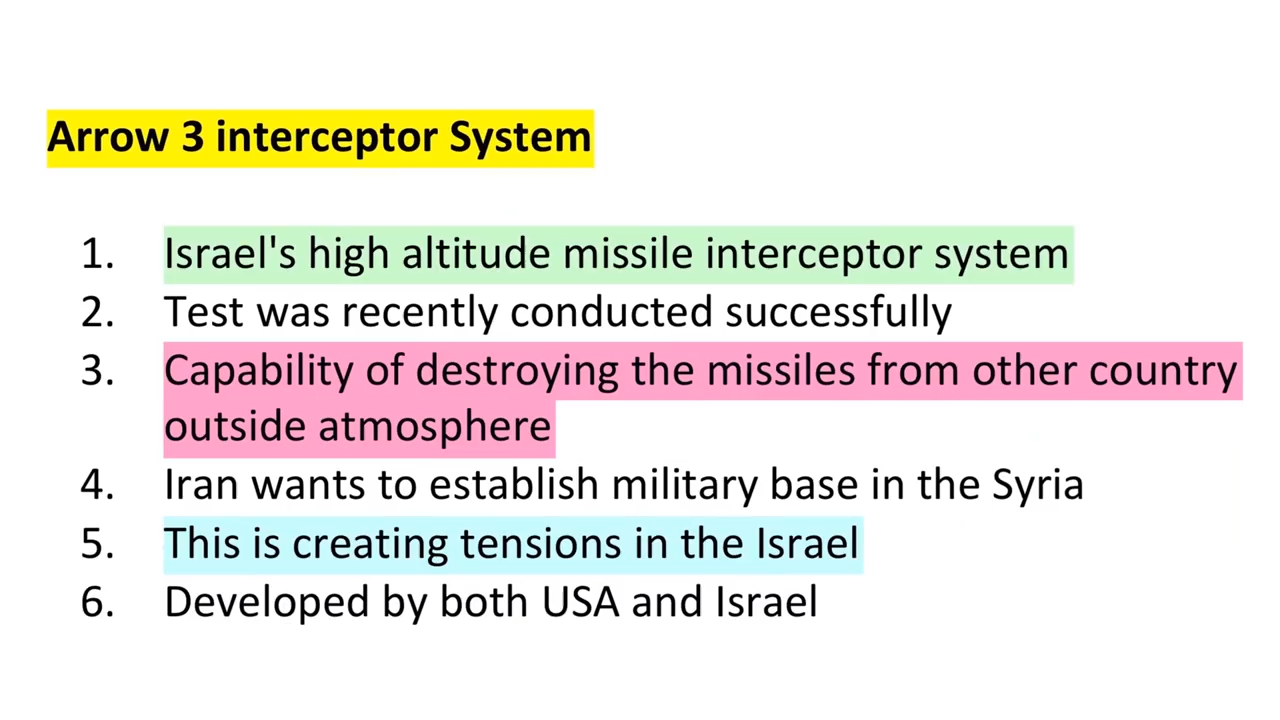 Arrow 3 interceptor System
1. Israel's high altitude missile interceptor system
2. Test was recently conducted successfully
3. Capability of destroying the missiles from other country
outside atmosphere
4. Iran wants to establish military base in the Syria
5. This is creating tensions in the Israel
6. Developed by both USA and Israel